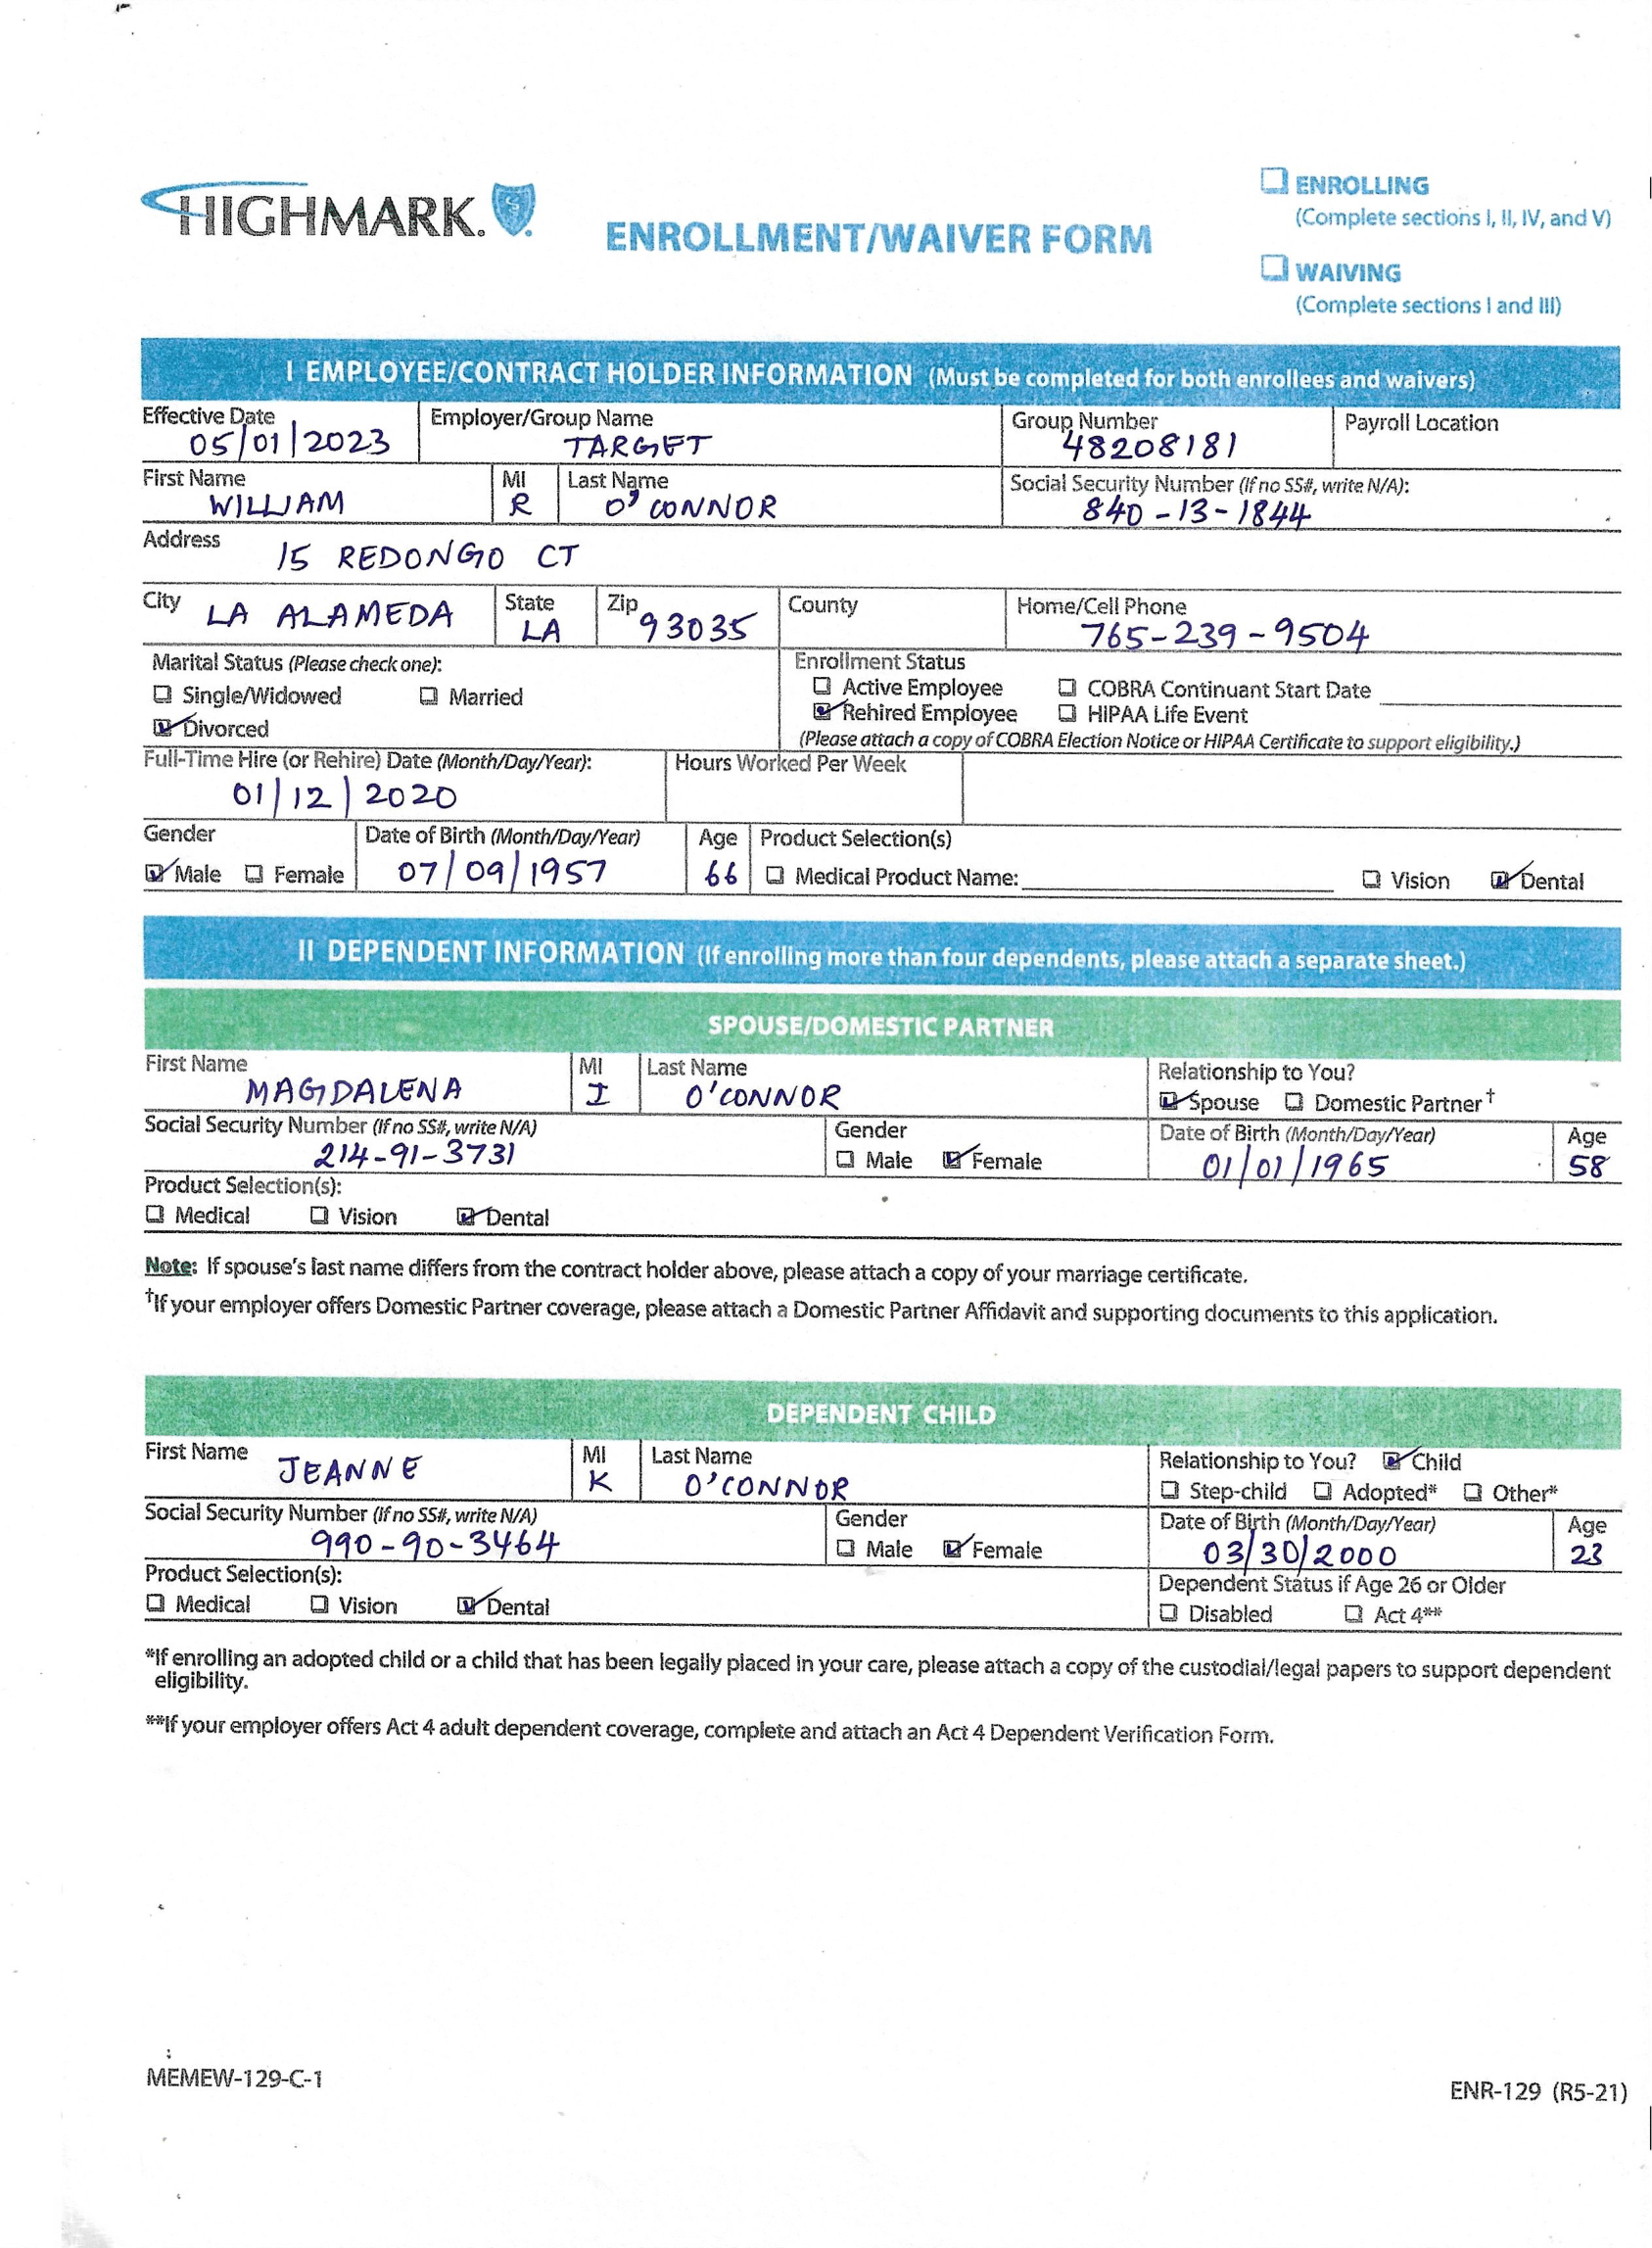 HIGHMARK.
ENROLLMENT/WAIVER FORM
ENROLLING
(Complete sections I, II, IV, and V)
WAIVING
(Complete sections I and III)
I EMPLOYEE/CONTRACT HOLDER INFORMATION (Must be completed for both enrollees and waivers)
Effective Date Employer/Group Name Group Number Payroll Location
05/01/2023 TARGET 48208181
First Name MI Last Name Social Security Number (If no SS#, write N/A):
WILLIAM R O'CONNOR 840-13-1844
Address 15 REDONGO CT
City LA ALAMEDA State LA Zip 93035 County Home/Cell Phone 765-239-9504
Marital Status (Please check one): Enrollment Status
Single/Widowed Married Active Employee COBRA Continuant Start Date
Divorced Rehired Employee HIPAA Life Event
(Please attach a copy of COBRA Election Notice or HIPAA Certificate to support eligibility.)
Full-Time Hire (or Rehire) Date (Month/Day/Year): Hours Worked Per Week
01/12/2020
Gender Date of Birth (Month/Day/Year) Age Product Selection(s)
Male Female 07/09/1957 66 Medical Product Name: Vision Dental
II DEPENDENT INFORMATION (If enrolling more than four dependents, please attach a separate sheet.)
SPOUSE/DOMESTIC PARTNER
First Name MI Last Name Relationship to You?
MAGDALENA I O'CONNOR Spouse Domestic Partner†
Social Security Number (If no SS#, write N/A) Gender Date of Birth (Month/Day/Year) Age
214-91-3731 Male Female 01/01/1965 58
Product Selection(s):
Medical Vision Dental
Note: If spouse's last name differs from the contract holder above, please attach a copy of your marriage certificate.
†If your employer offers Domestic Partner coverage, please attach a Domestic Partner Affidavit and supporting documents to this application.
DEPENDENT CHILD
First Name MI Last Name Relationship to You? Child
JEANNE K O'CONNOR Step-child Adopted* Other*
Social Security Number (If no SS#, write N/A) Gender Date of Birth (Month/Day/Year) Age
990-90-3464 Male Female 03/30/2000 23
Product Selection(s): Dependent Status if Age 26 or Older
Medical Vision Dental Disabled Act 4**
*If enrolling an adopted child or a child that has been legally placed in your care, please attach a copy of the custodial/legal papers to support dependent
eligibility.
**If your employer offers Act 4 adult dependent coverage, complete and attach an Act 4 Dependent Verification Form.
MEMEW-129-C-1
ENR-129 (R5-21)